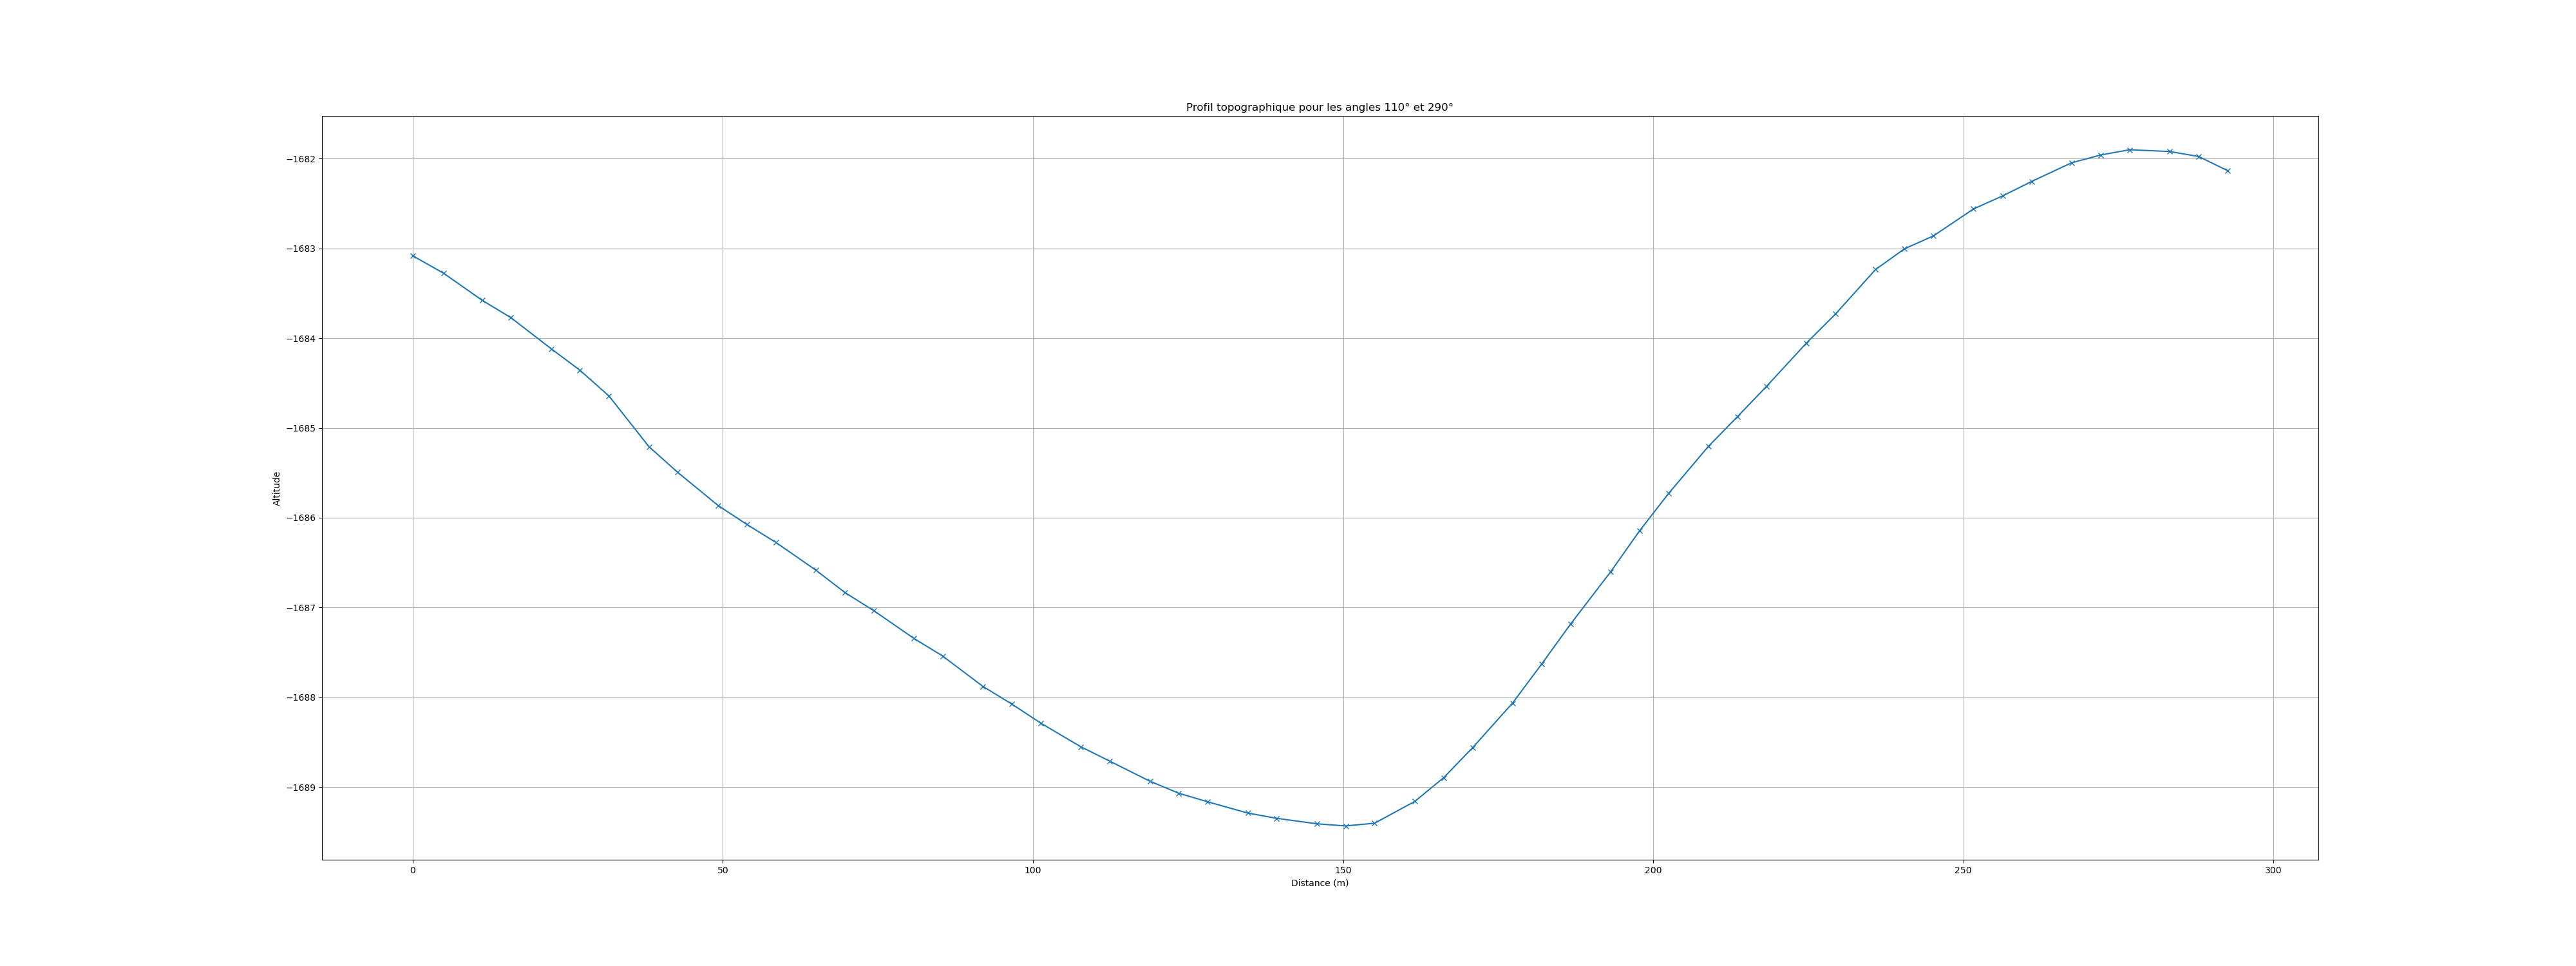 Profil topographique pour les angles 110° et 290°
−1682
−1683
−1684
−1685
−1686
−1687
−1688
−1689
Altitude
0 50 100 150 200 250 300
Distance (m)